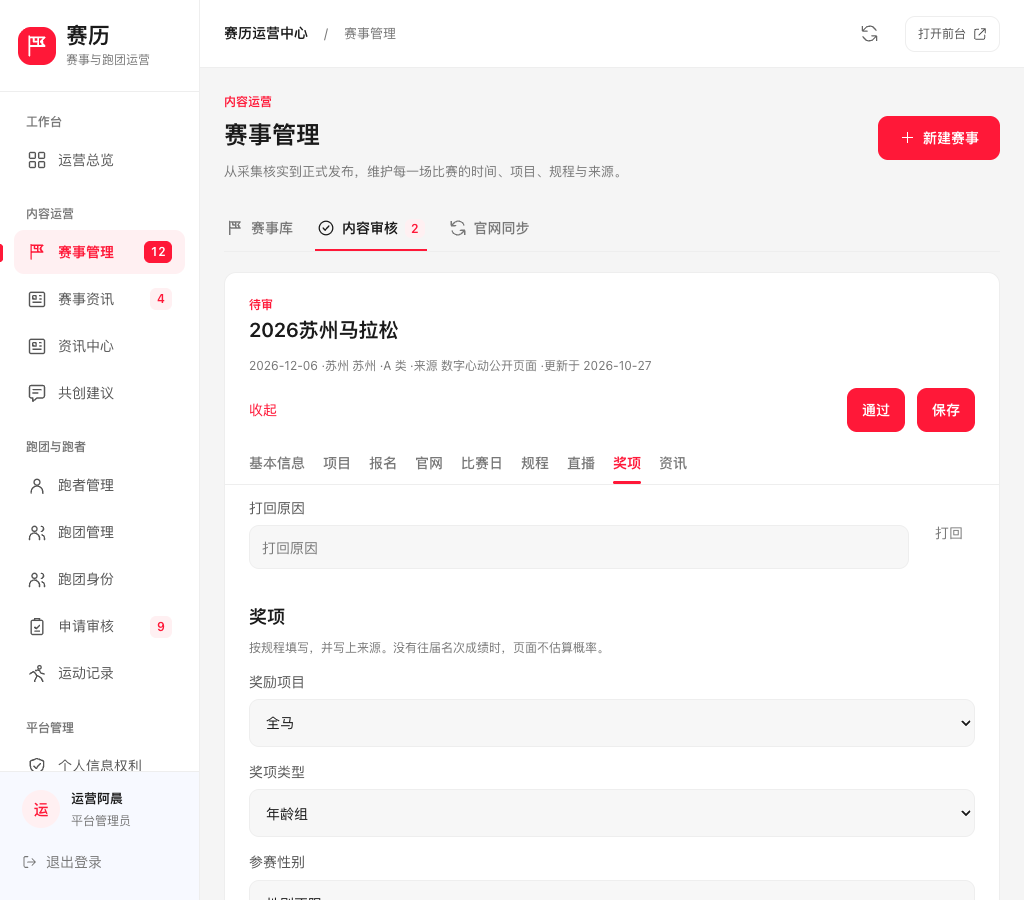 赛历
赛事与跑团运营
工作台
运营总览
内容运营
赛事管理 12
赛事资讯 4
资讯中心
共创建议
跑团与跑者
跑者管理
跑团管理
跑团身份
申请审核 9
运动记录
平台管理
个人信息权利
运
运营阿晨
平台管理员
退出登录
赛历运营中心 / 赛事管理
打开前台
内容运营
赛事管理
从采集核实到正式发布，维护每一场比赛的时间、项目、规程与来源。
新建赛事
赛事库 内容审核 2 官网同步
待审
2026苏州马拉松
2026-12-06 ·苏州 苏州 ·A 类 ·来源 数字心动公开页面 ·更新于 2026-10-27
收起
通过 保存
基本信息 项目 报名 官网 比赛日 规程 直播 奖项 资讯
打回原因
打回原因
打回
奖项
按规程填写，并写上来源。没有往届名次成绩时，页面不估算概率。
奖励项目
全马
奖项类型
年龄组
参赛性别
性别不限